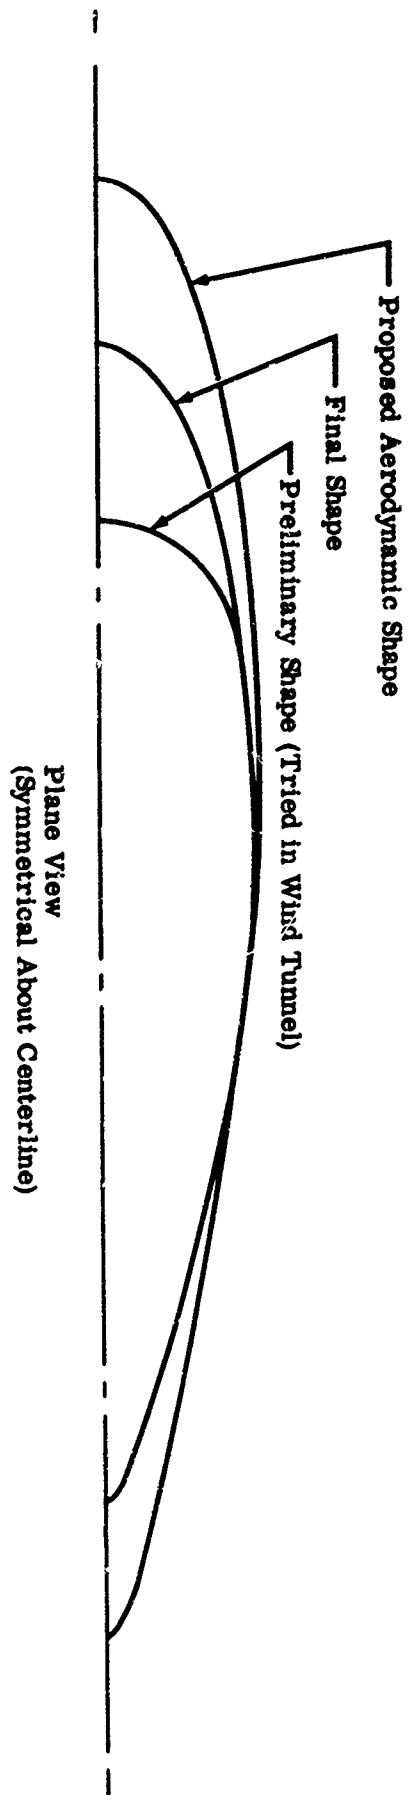 Proposed Aerodynamic Shape
Final Shape
Preliminary Shape (Tried in Wind Tunnel)
Plane View
(Symmetrical About Centerline)